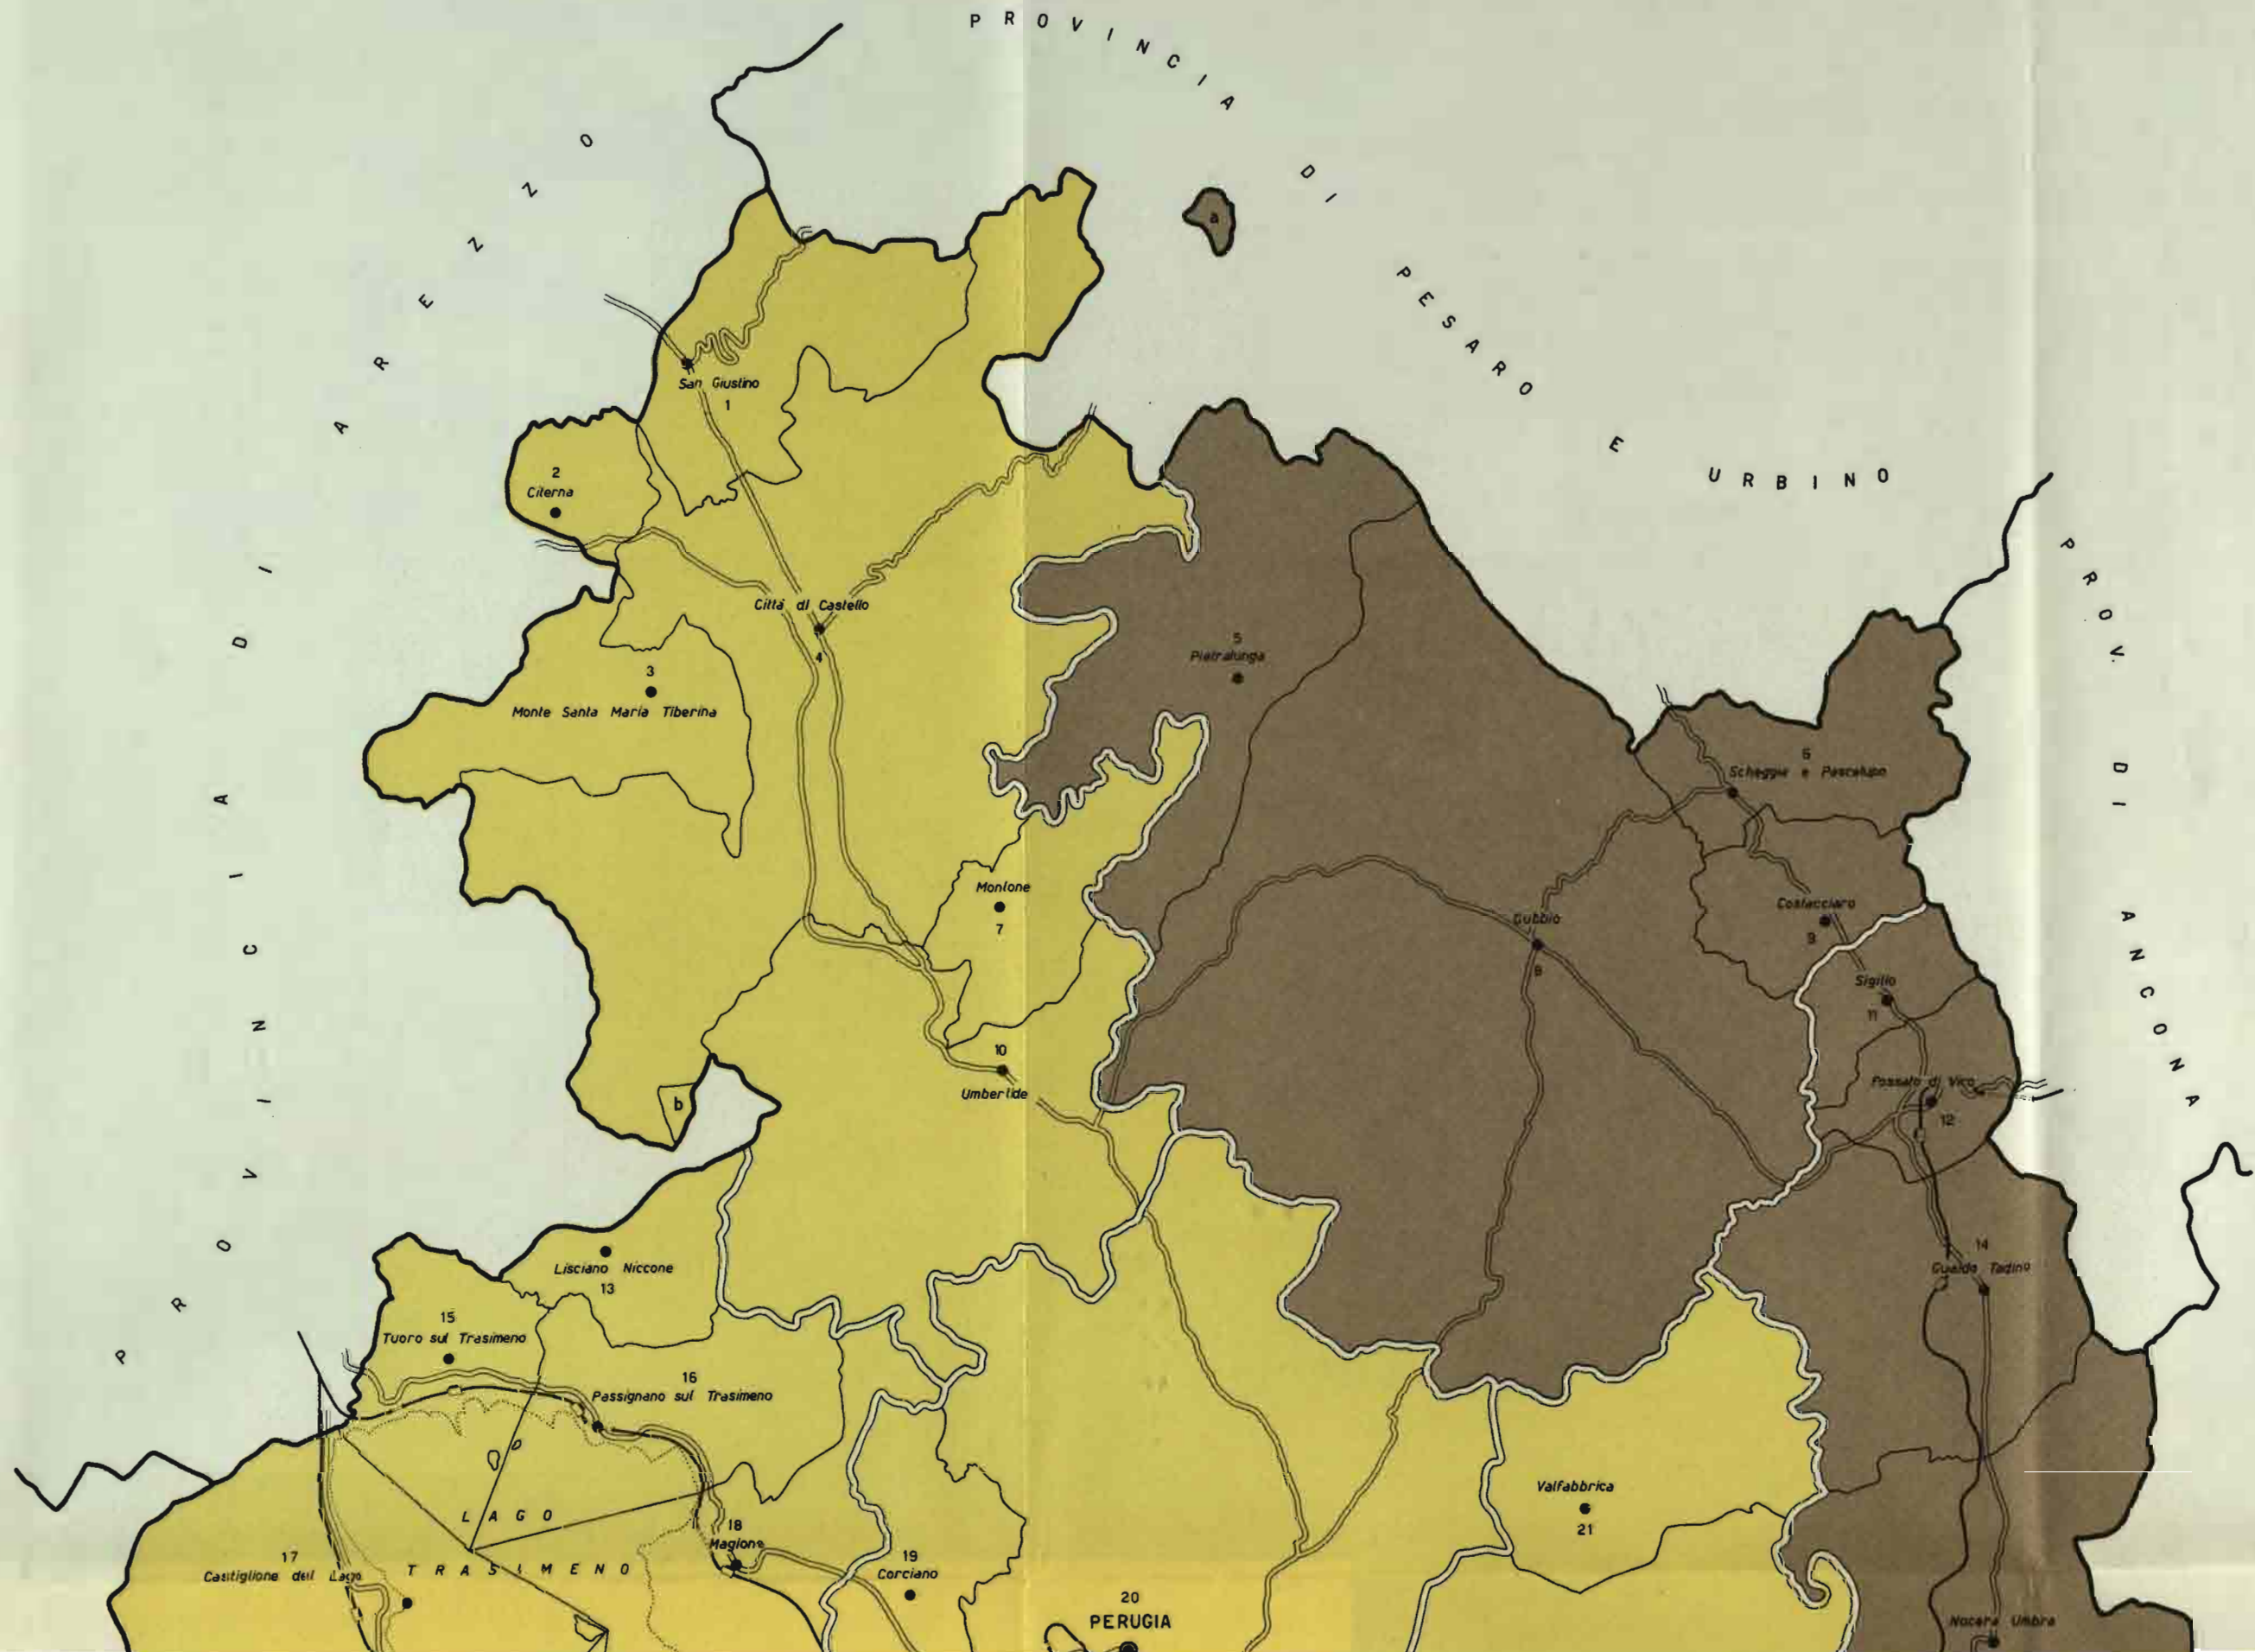 PROVINCIA DI PESARO E URBINO
PROVINCIA DI AREZZO
PROV. DI ANCONA
a
San Giustino
1
2
Citerna
Città di Castello
4
3
Monte Santa Maria Tiberina
5
Pietralunga
6
Scheggia e Pascelupo
Montone
7
Gubbio
Costacciaro
9
Sigillo
11
10
Umbertide
Fossato di Vico
12
b
Lisciano Niccone
13
14
Gualdo Tadino
15
Tuoro sul Trasimeno
16
Passignano sul Trasimeno
LAGO
TRASIMENO
17
Castiglione del Lago
18
Magione
19
Corciano
20
PERUGIA
Valfabbrica
21
Nocera Umbra